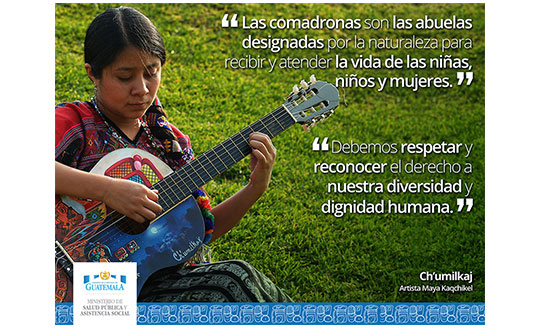 “ Las comadronas son las abuelas
designadas por la naturaleza para
recibir y atender la vida de las niñas,
niños y mujeres. ”
“ Debemos respetar y
reconocer el derecho a
nuestra diversidad y
dignidad humana. ”
Ch’umilkaj
Ch’umilkaj
Artista Maya Kaqchikel
GUATEMALA
MINISTERIO DE
SALUD PÚBLICA Y
ASISTENCIA SOCIAL